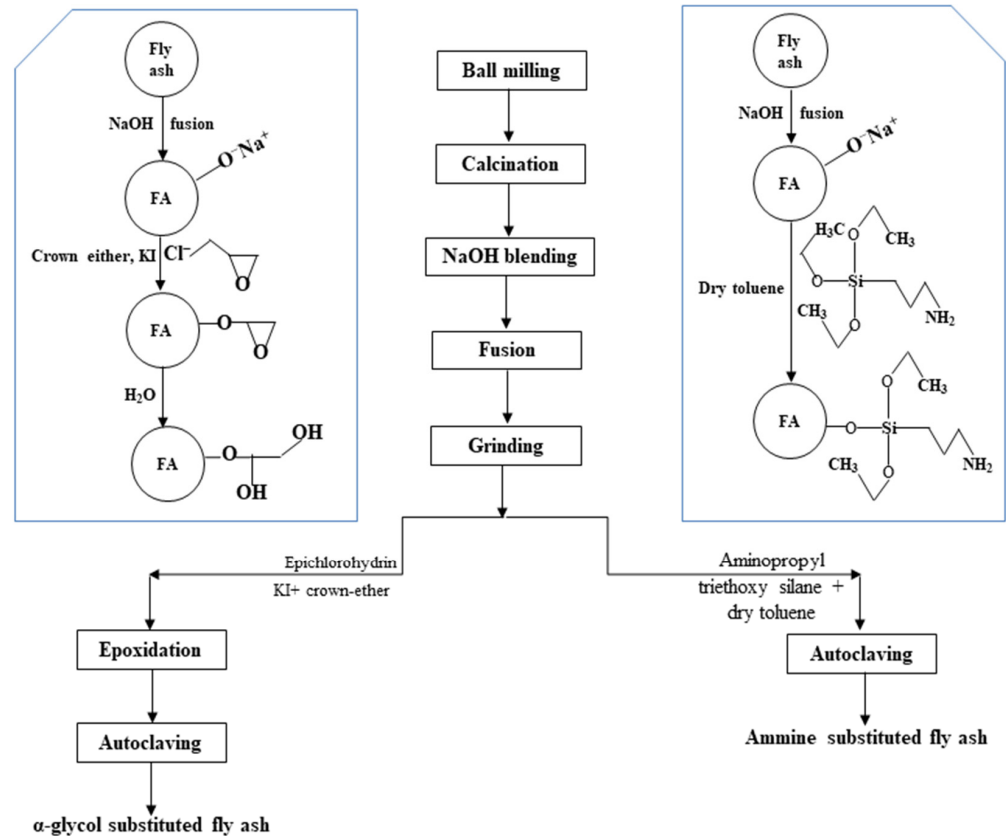 Fly
ash
NaOH fusion
O⁻Na⁺
FA
Crown either, KI
Cl⁻
O
FA
O
O
H₂O
FA
O
OH
OH
Ball milling
Calcination
NaOH blending
Fusion
Grinding
Fly
ash
NaOH fusion
O⁻Na⁺
FA
Dry toluene
H₃C
O
CH₃
O
Si
CH₃
O
NH₂
O
CH₃
FA
O
Si
CH₃
O
NH₂
Epichlorohydrin
KI+ crown-ether
Epoxidation
Autoclaving
α-glycol substituted fly ash
Aminopropyl
triethoxy silane +
dry toluene
Autoclaving
Ammine substituted fly ash